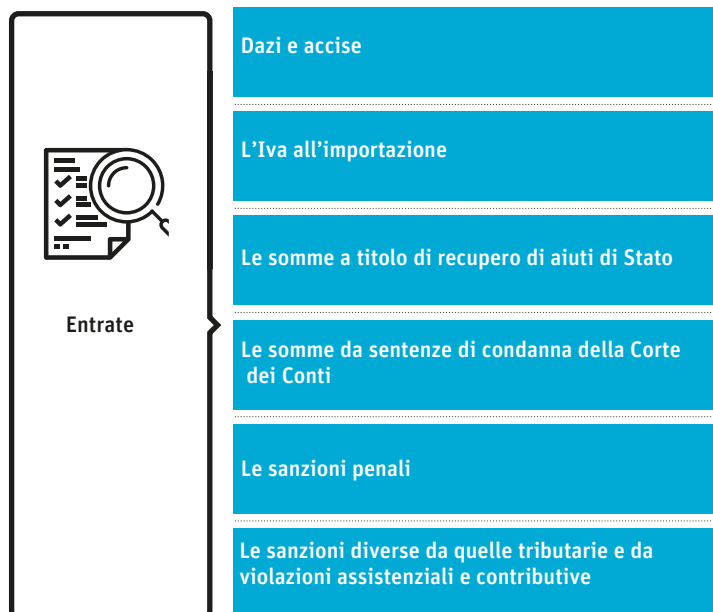 Entrate
Dazi e accise
L’Iva all’importazione
Le somme a titolo di recupero di aiuti di Stato
Le somme da sentenze di condanna della Corte
dei Conti
Le sanzioni penali
Le sanzioni diverse da quelle tributarie e da
violazioni assistenziali e contributive